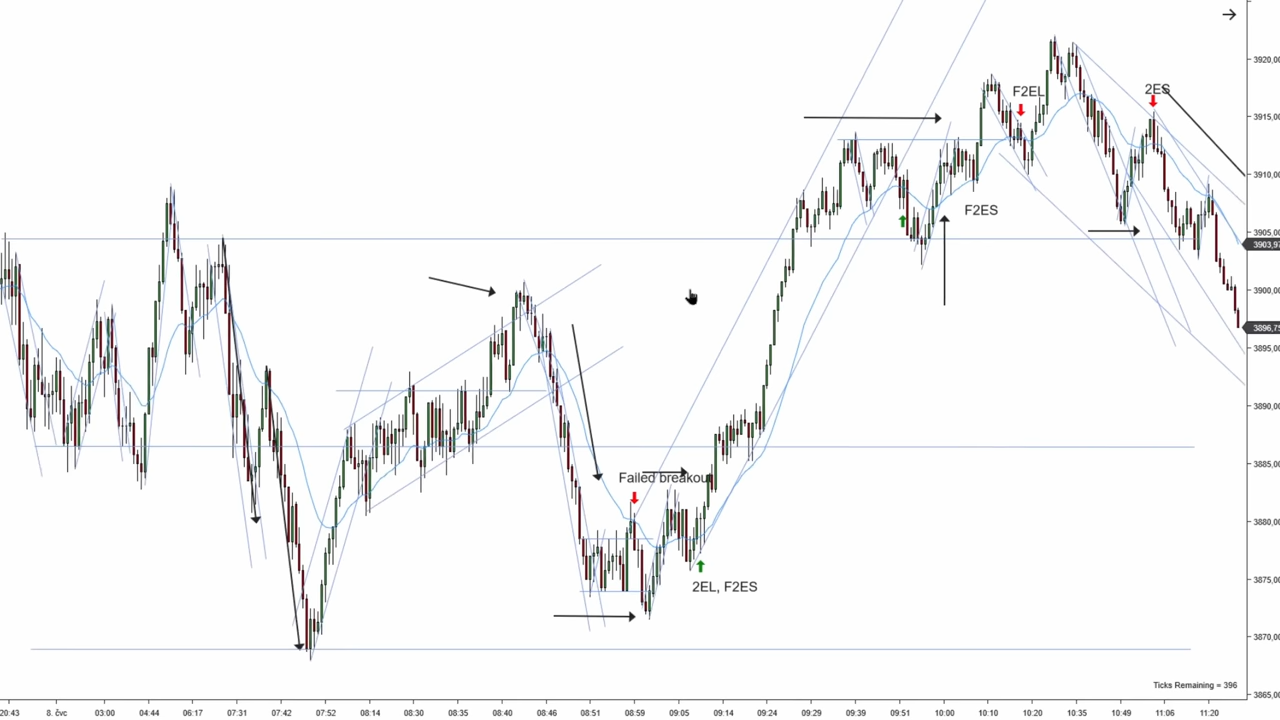 3920,00
F2EL
2ES
3915,00
3910,00
F2ES
3905,00
3903,97
3900,00
3896,75
3895,00
3890,00
3885,00
Failed breakout
3880,00
3875,00
2EL, F2ES
3870,00
Ticks Remaining = 396
3865,00
20:43 8. čvc 03:00 04:44 06:17 07:31 07:42 07:52 08:14 08:30 08:35 08:40 08:46 08:51 08:59 09:05 09:14 09:24 09:29 09:39 09:51 10:00 10:10 10:20 10:35 10:49 11:06 11:20